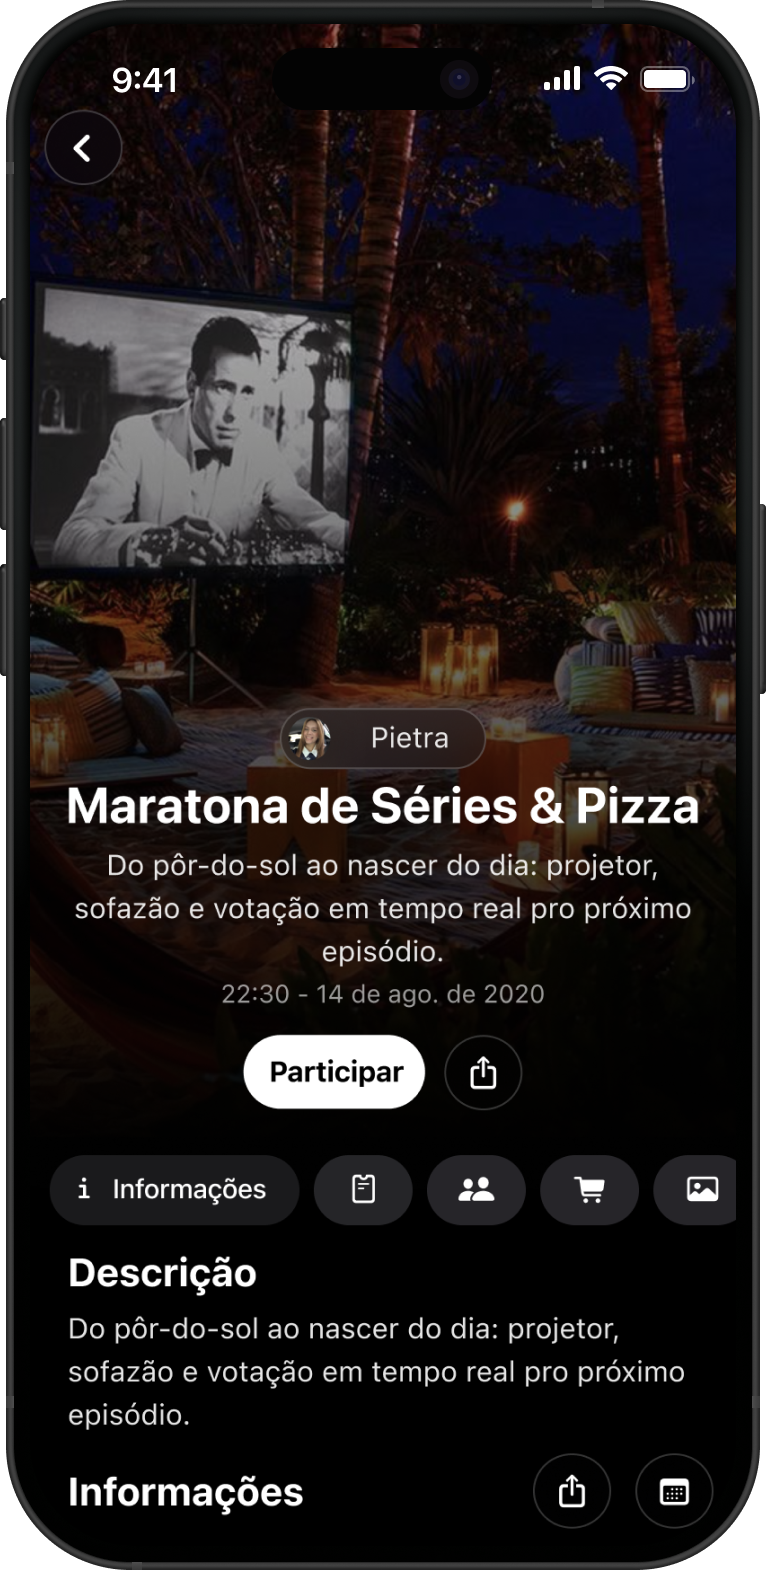 9:41
Pietra
Maratona de Séries & Pizza
Do pôr-do-sol ao nascer do dia: projetor,
sofazão e votação em tempo real pro próximo
episódio.
22:30 - 14 de ago. de 2020
Participar
Informações
Descrição
Do pôr-do-sol ao nascer do dia: projetor,
sofazão e votação em tempo real pro próximo
episódio.
Informações